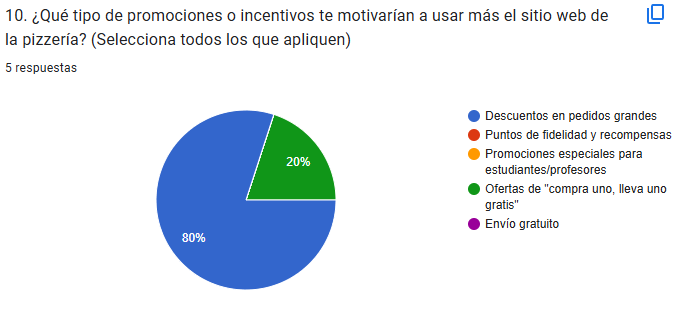 10. ¿Qué tipo de promociones o incentivos te motivarían a usar más el sitio web de
la pizzería? (Selecciona todos los que apliquen)
5 respuestas
20%
80%
Descuentos en pedidos grandes
Puntos de fidelidad y recompensas
Promociones especiales para
estudiantes/profesores
Ofertas de "compra uno, lleva uno
gratis"
Envío gratuito